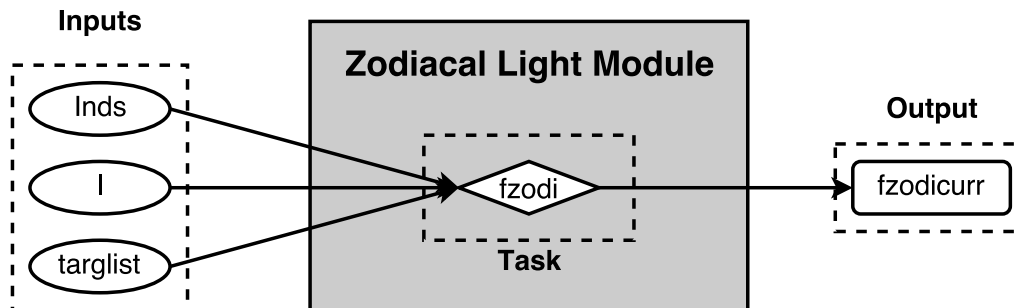 Inputs
Zodiacal Light Module
Output
Inds
I
targlist
fzodi
Task
fzodicurr